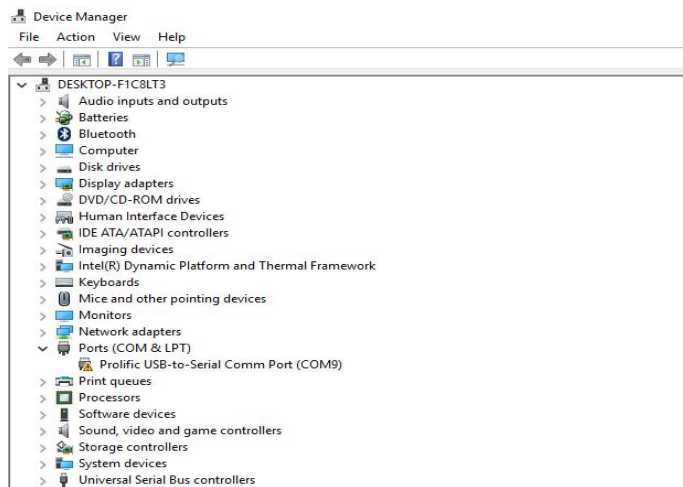 Device Manager
File Action View Help
DESKTOP-F1C8LT3
Audio inputs and outputs
Batteries
Bluetooth
Computer
Disk drives
Display adapters
DVD/CD-ROM drives
Human Interface Devices
IDE ATA/ATAPI controllers
Imaging devices
Intel(R) Dynamic Platform and Thermal Framework
Keyboards
Mice and other pointing devices
Monitors
Network adapters
Ports (COM & LPT)
Prolific USB-to-Serial Comm Port (COM9)
Print queues
Processors
Software devices
Sound, video and game controllers
Storage controllers
System devices
Universal Serial Bus controllers